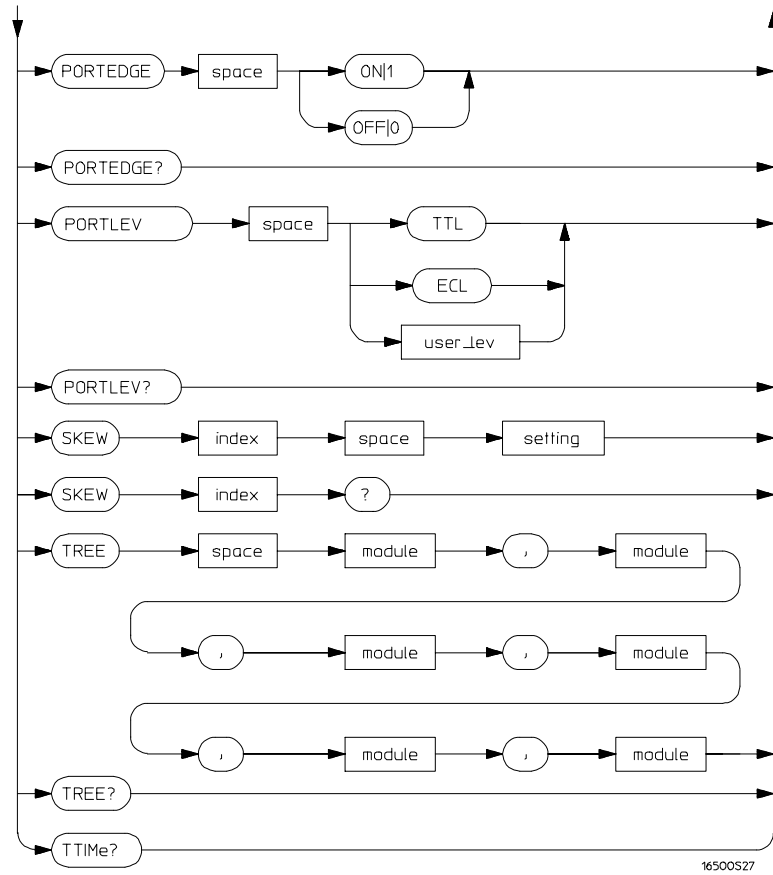 PORTEDGE space ON|1
OFF|0
PORTEDGE?
PORTLEV space TTL
ECL
user_lev
PORTLEV?
SKEW index space setting
SKEW index ?
TREE space module , module
, module , module
, module , module
TREE?
TTIMe?
16500S27